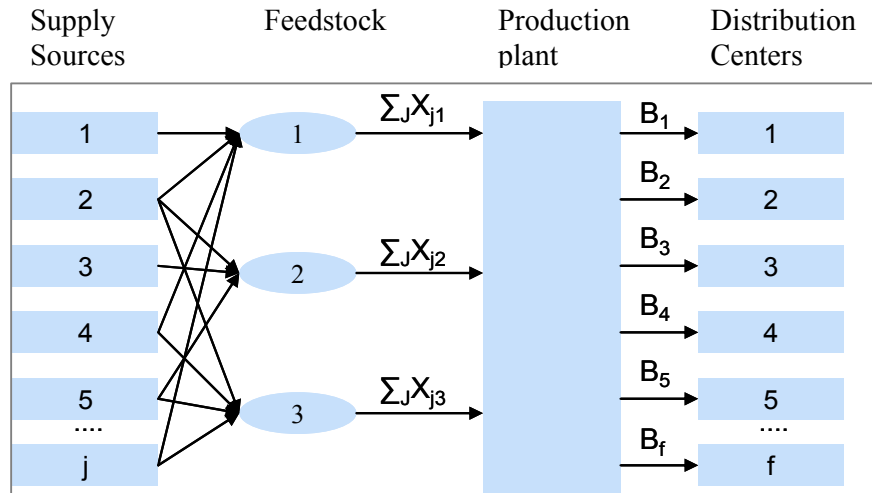 Supply Sources
Feedstock
Production plant
Distribution Centers
1
2
3
4
5
....
j
1
2
3
∑JXj1
∑JXj2
∑JXj3
B1
B2
B3
B4
B5
Bf
1
2
3
4
5
....
f